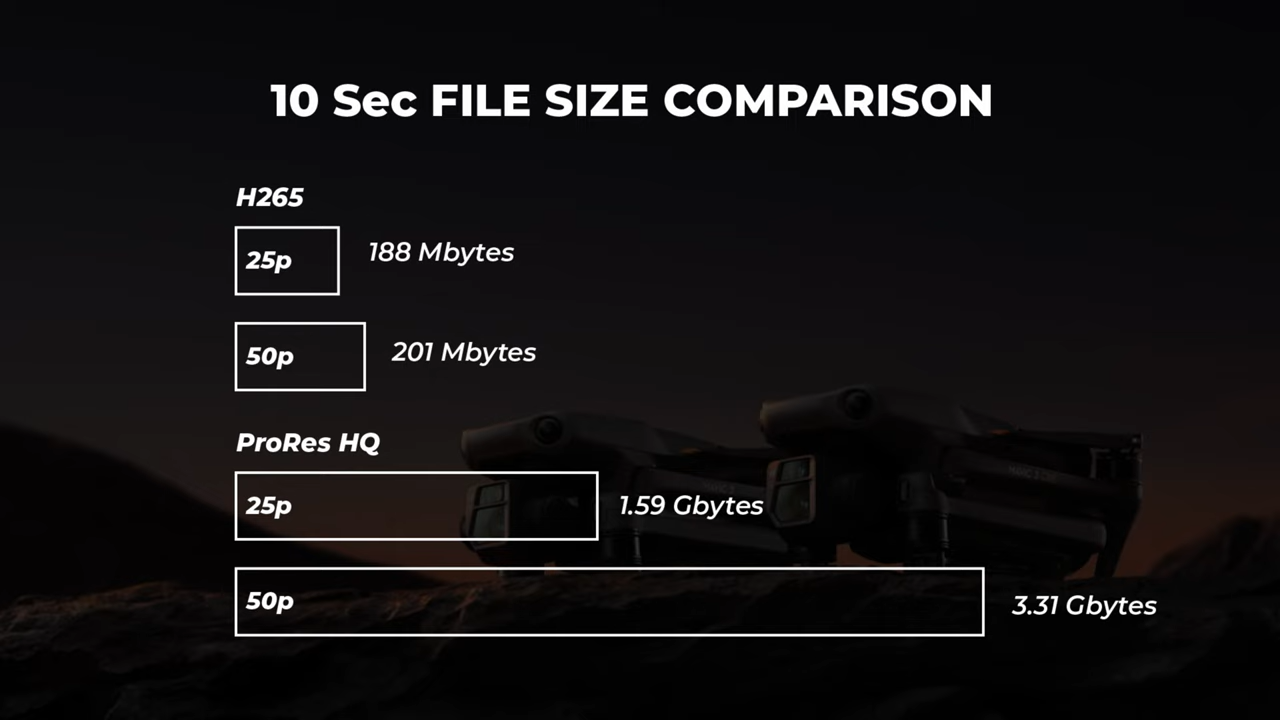 10 Sec FILE SIZE COMPARISON
H265
25p
188 Mbytes
50p
201 Mbytes
ProRes HQ
25p
1.59 Gbytes
50p
3.31 Gbytes